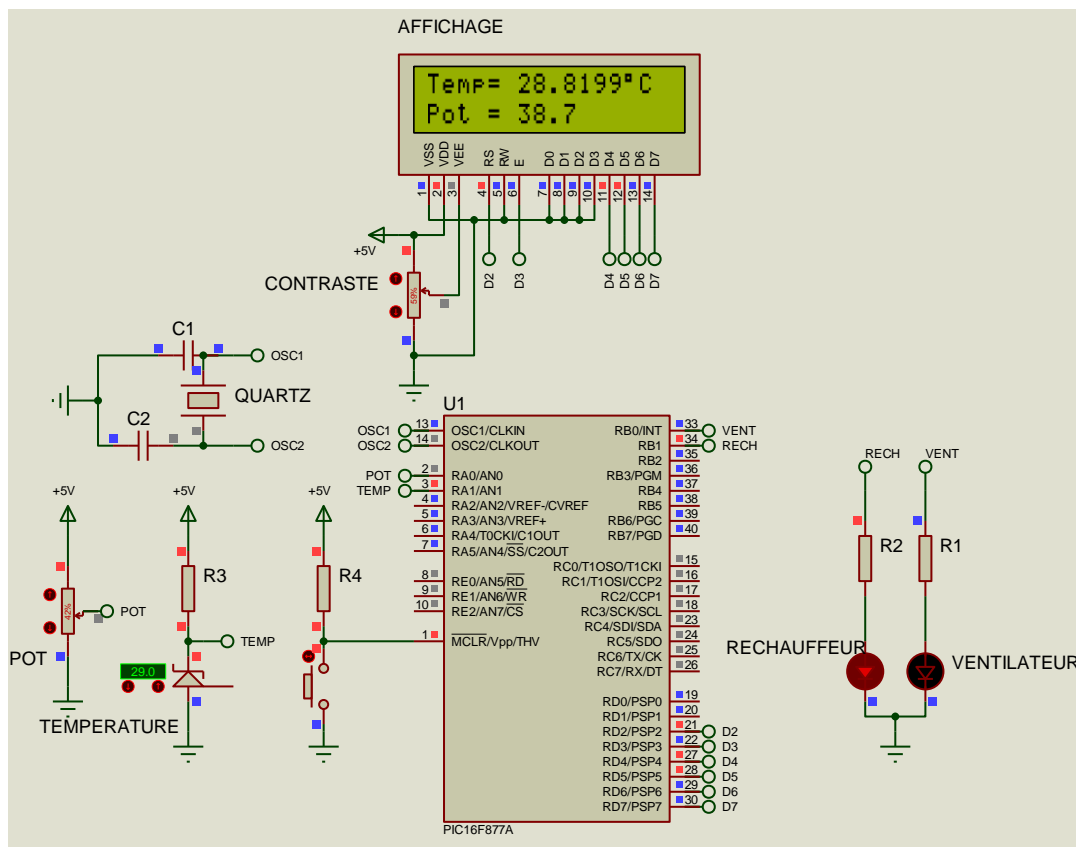 AFFICHAGE
Temp= 28.8199°C
Pot = 38.7
VSS VDD VEE RS RW E D0 D1 D2 D3 D4 D5 D6 D7
1 2 3 4 5 6 7 8 9 10 11 12 13 14
+5V
D2 D3 D4 D5 D6 D7
CONTRASTE
59%
C1
OSC1
QUARTZ
C2
OSC2
U1
OSC1 13 OSC1/CLKIN
OSC2 14 OSC2/CLKOUT
POT 2 RA0/AN0
TEMP 3 RA1/AN1
4 RA2/AN2/VREF-/CVREF
5 RA3/AN3/VREF+
6 RA4/T0CKI/C1OUT
7 RA5/AN4/SS/C2OUT
8 RE0/AN5/RD
9 RE1/AN6/WR
10 RE2/AN7/CS
1 MCLR/Vpp/THV
RB0/INT 33 VENT
RB1 34 RECH
RB2 35
RB3/PGM 36
RB4 37
RB5 38
RB6/PGC 39
RB7/PGD 40
RC0/T1OSO/T1CKI 15
RC1/T1OSI/CCP2 16
RC2/CCP1 17
RC3/SCK/SCL 18
RC4/SDI/SDA 23
RC5/SDO 24
RC6/TX/CK 25
RC7/RX/DT 26
RD0/PSP0 19
RD1/PSP1 20
RD2/PSP2 21 D2
RD3/PSP3 22 D3
RD4/PSP4 27 D4
RD5/PSP5 28 D5
RD6/PSP6 29 D6
RD7/PSP7 30 D7
PIC16F877A
+5V
42%
POT
POT
+5V
R3
TEMP
29.0
TEMPERATURE
+5V
R4
RECH
VENT
R2
R1
RECHAUFFEUR
VENTILATEUR